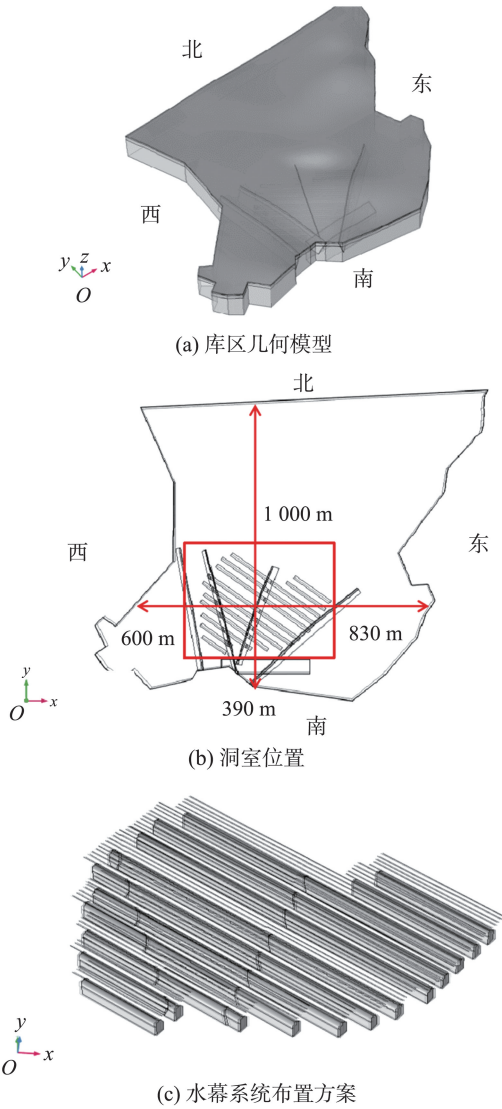 北
东
西
南
y z x
O
(a) 库区几何模型
北
1 000 m
西
东
600 m
830 m
y
O x
390 m
南
(b) 洞室位置
y
O x
(c) 水幕系统布置方案